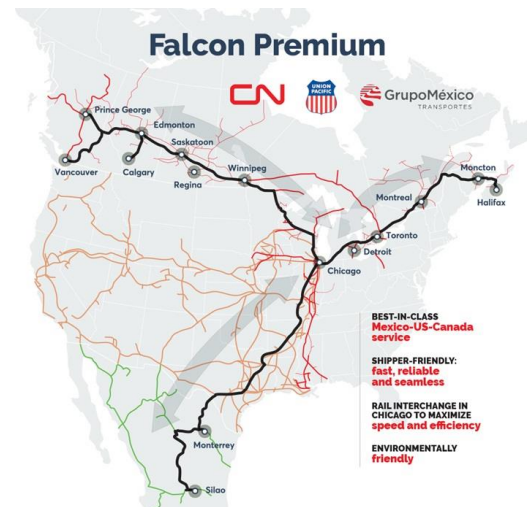 Falcon Premium
CN
UNION
PACIFIC
GrupoMéxico
TRANSPORTES
Prince George
Edmonton
Saskatoon
Vancouver
Calgary
Regina
Winnipeg
Moncton
Montreal
Halifax
Toronto
Detroit
Chicago
BEST-IN-CLASS
Mexico-US-Canada
service
SHIPPER-FRIENDLY:
fast, reliable
and seamless
RAIL INTERCHANGE IN
CHICAGO TO MAXIMIZE
speed and efficiency
ENVIRONMENTALLY
friendly
Monterrey
Silao